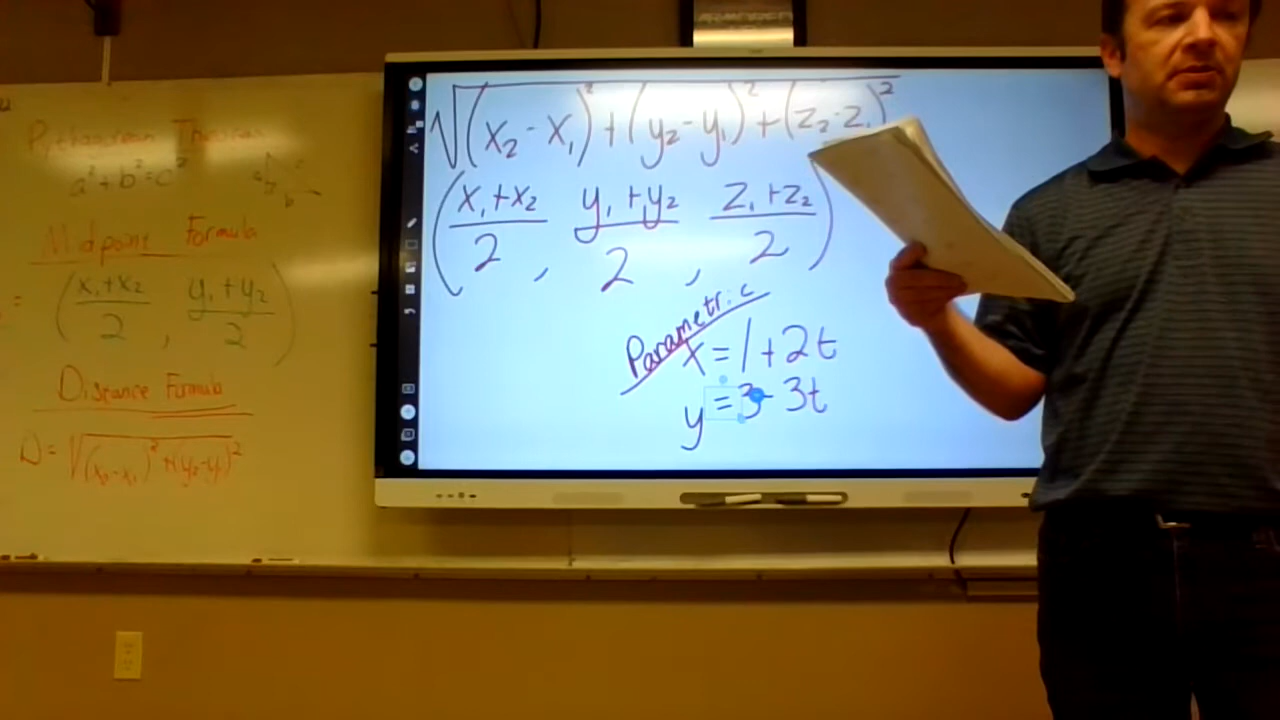 Pythagorean Theorem
a² + b² = c²
a c
b
Midpoint Formula
= ( x₁ + x₂ / 2 , y₁ + y₂ / 2 )
Distance Formula
D = √(x₂ - x₁)² + (y₂ - y₁)²
√(x₂ - x₁)² + (y₂ - y₁)² + (z₂ - z₁)²
( x₁ + x₂ / 2 , y₁ + y₂ / 2 , z₁ + z₂ / 2 )
Parametric
x = 1 + 2t
y = 3 - 3t